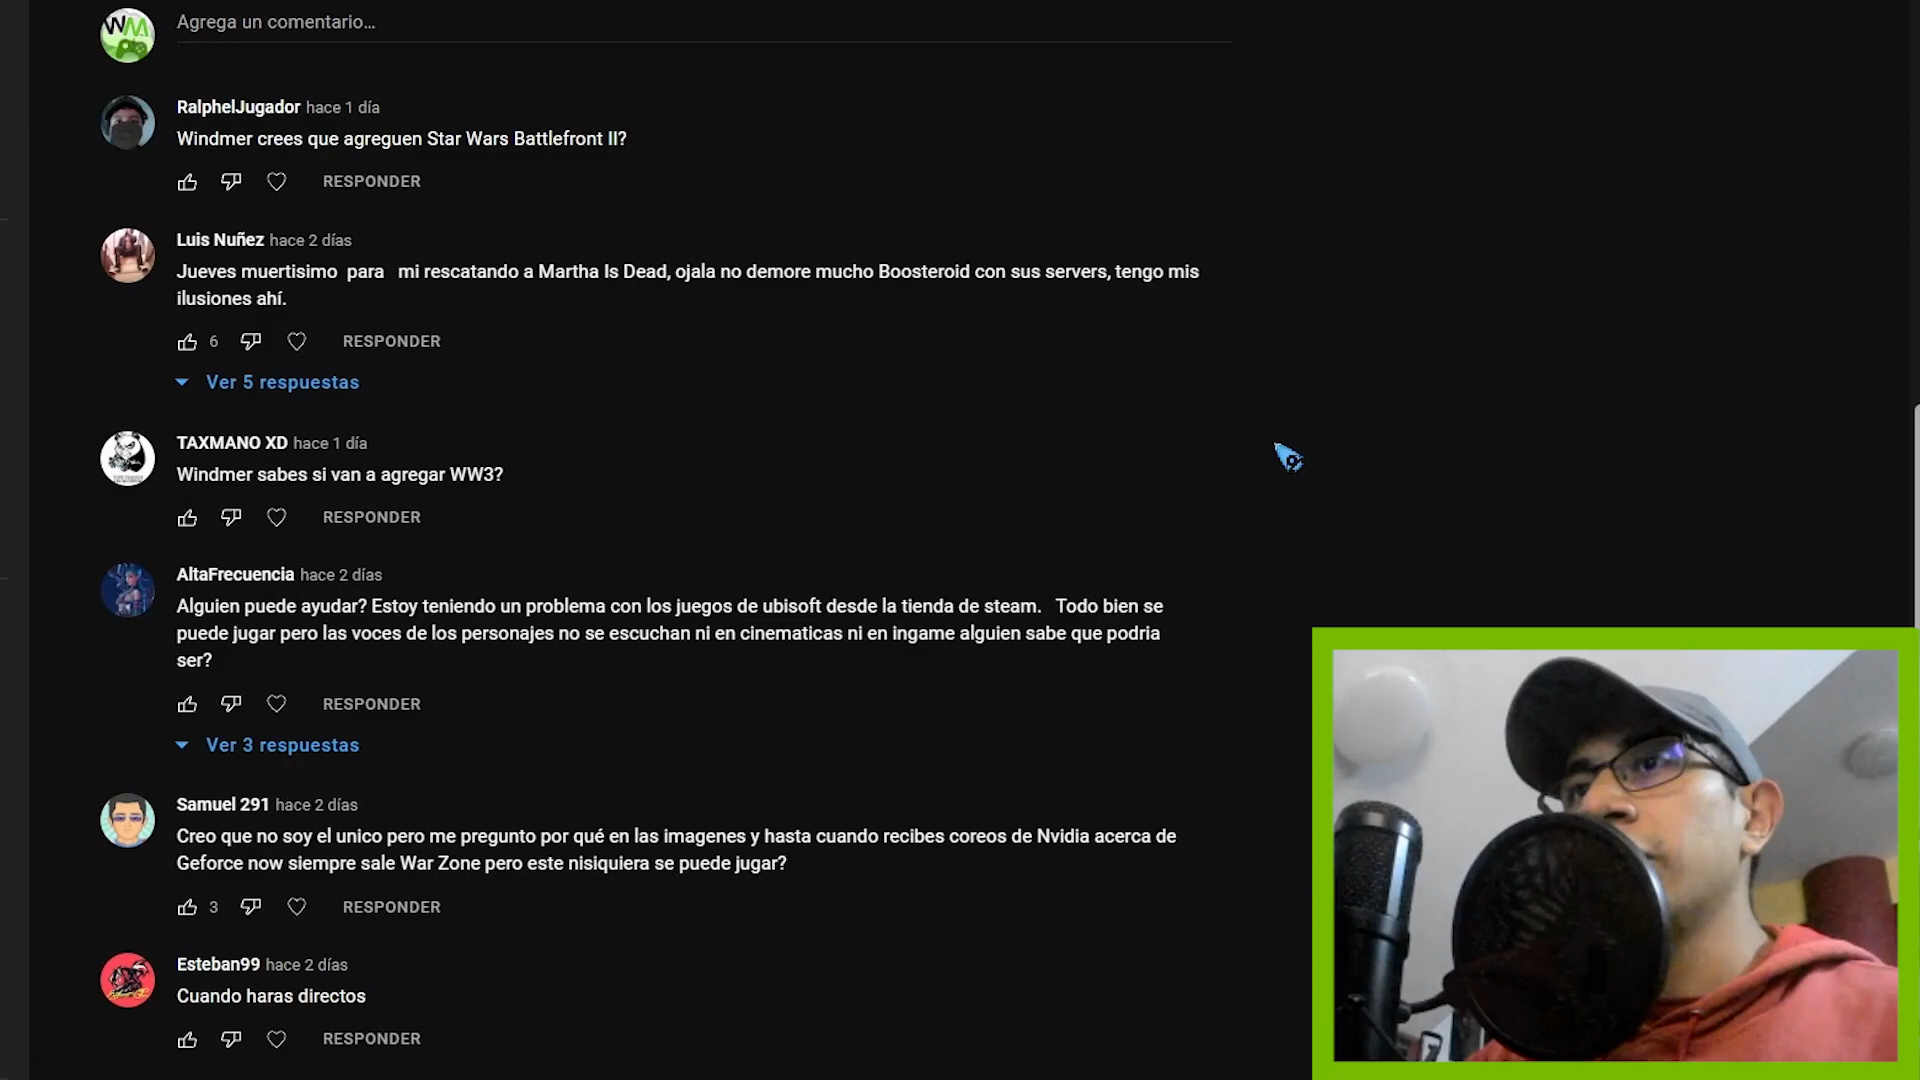 WM
Agrega un comentario...
RalphelJugador hace 1 día
Windmer crees que agreguen Star Wars Battlefront II?
RESPONDER
Luis Nuñez hace 2 días
Jueves muertisimo para mi rescatando a Martha Is Dead, ojala no demore mucho Boosteroid con sus servers, tengo mis
ilusiones ahí.
6 RESPONDER
Ver 5 respuestas
TAXMANO XD hace 1 día
Windmer sabes si van a agregar WW3?
RESPONDER
AltaFrecuencia hace 2 días
Alguien puede ayudar? Estoy teniendo un problema con los juegos de ubisoft desde la tienda de steam. Todo bien se
puede jugar pero las voces de los personajes no se escuchan ni en cinematicas ni en ingame alguien sabe que podria
ser?
RESPONDER
Ver 3 respuestas
Samuel 291 hace 2 días
Creo que no soy el unico pero me pregunto por qué en las imagenes y hasta cuando recibes coreos de Nvidia acerca de
Geforce now siempre sale War Zone pero este nisiquiera se puede jugar?
3 RESPONDER
Esteban99 hace 2 días
Cuando haras directos
RESPONDER